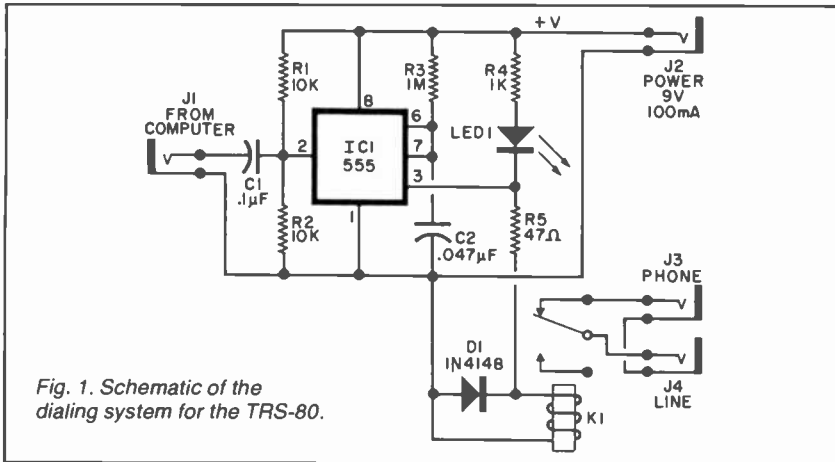 +V
R1
10K
R3
1M
R4
1K
J2
POWER
9V
100mA
J1
FROM
COMPUTER
8
6
7
3
2
1
IC1
555
LED1
C1
.1µF
R2
10K
C2
.047µF
R5
47Ω
J3
PHONE
D1
1N4148
K1
J4
LINE
Fig. 1. Schematic of the
dialing system for the TRS-80.